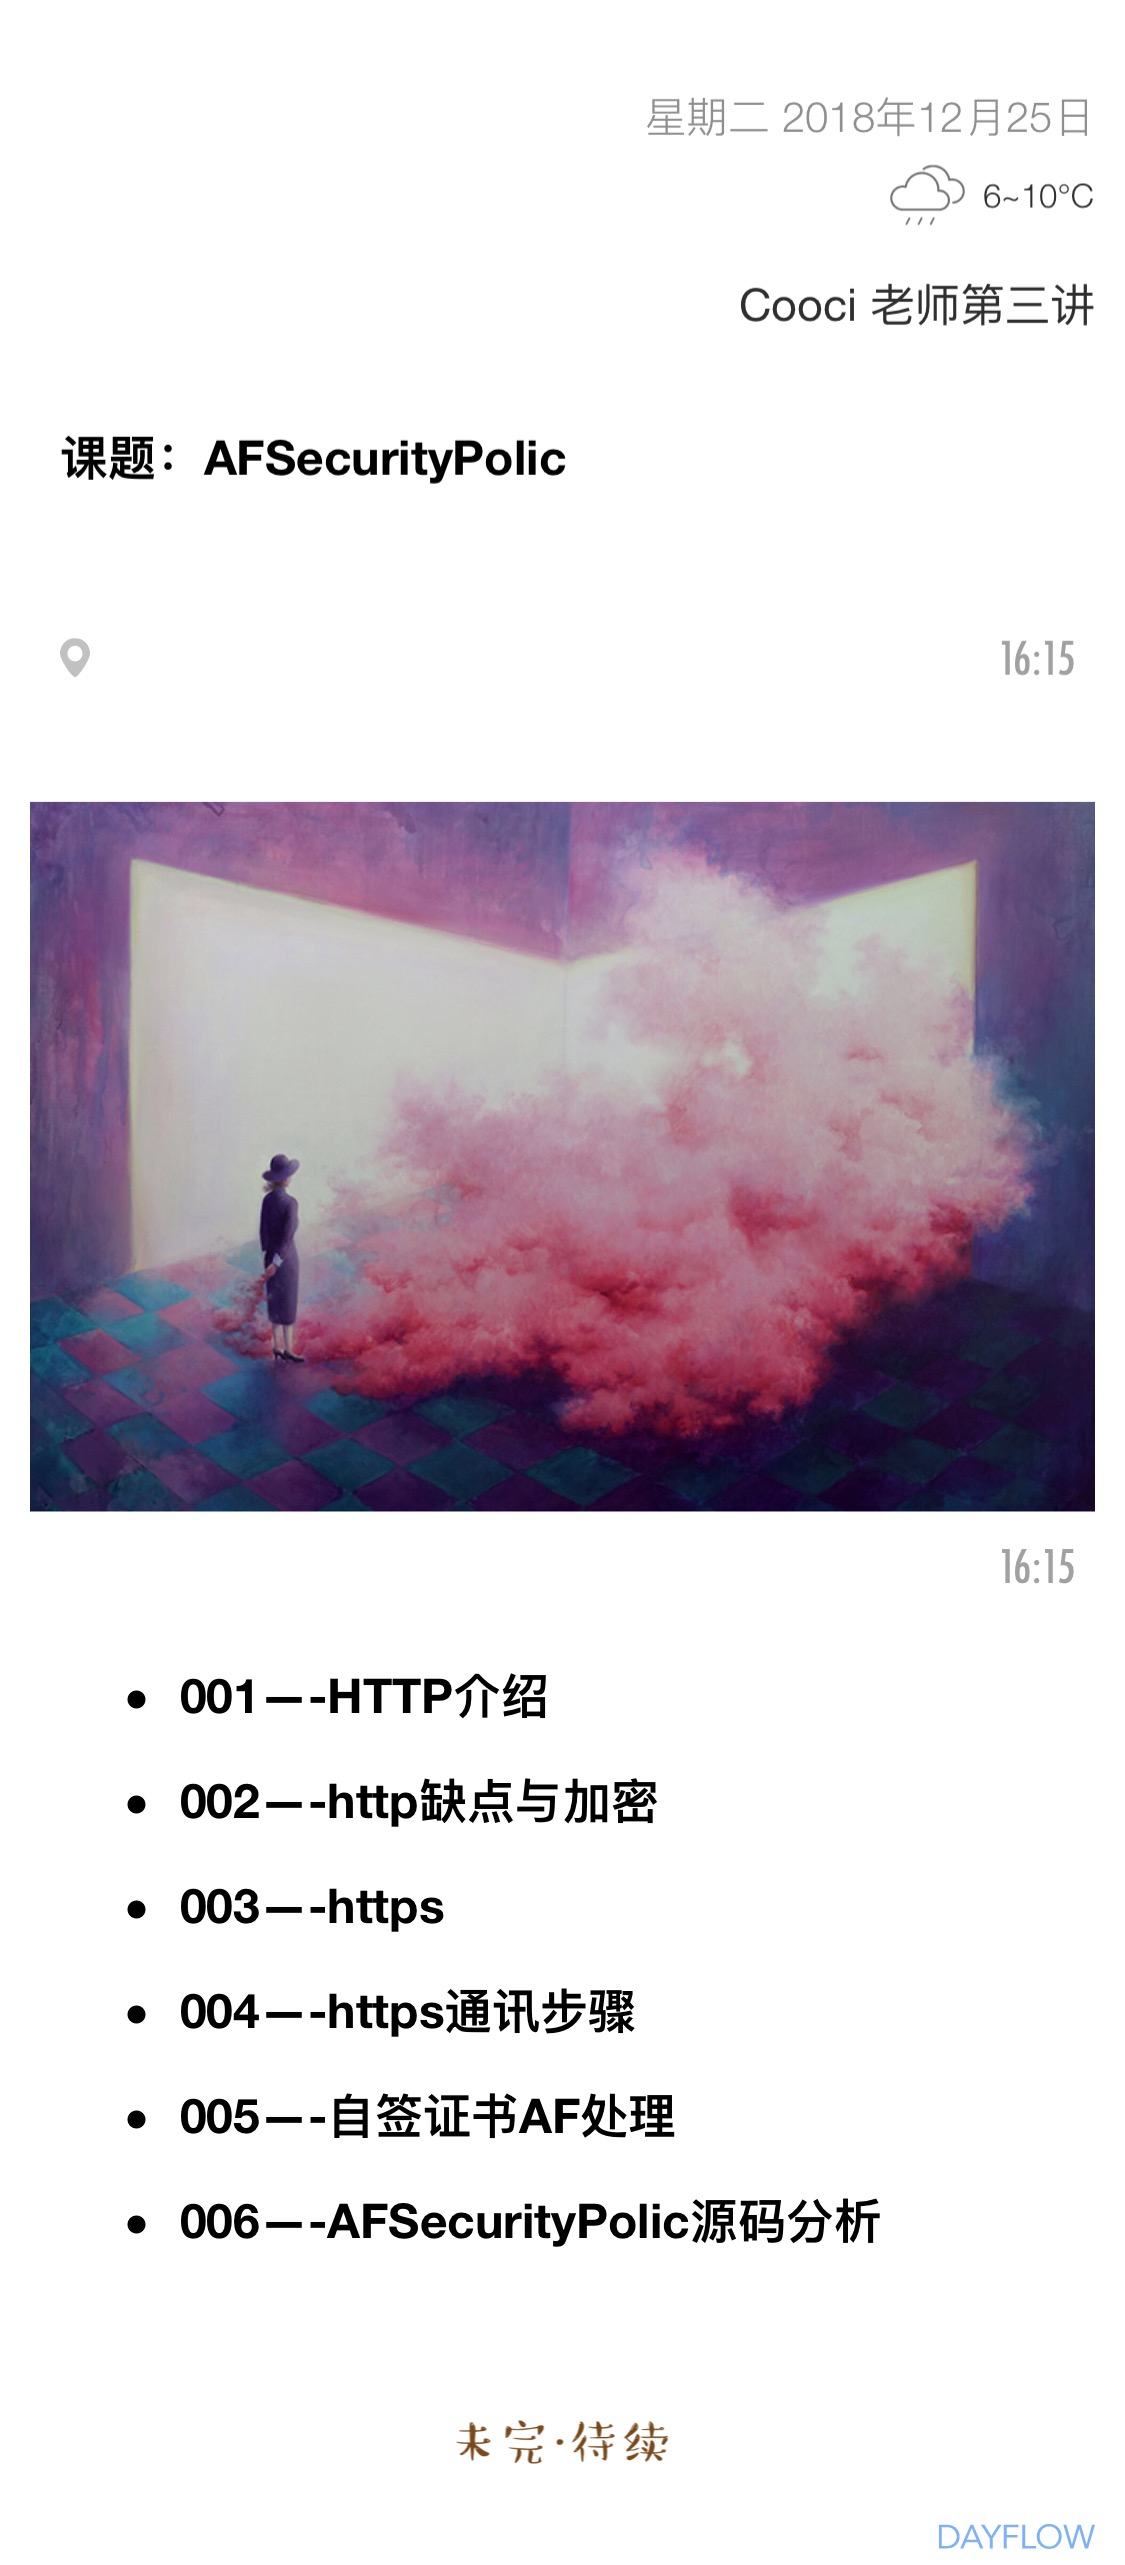 星期二 2018年12月25日
6~10°C
Cooci 老师第三讲
课题：AFSecurityPolic
16:15
16:15
• 001—-HTTP介绍
• 002—-http缺点与加密
• 003—-https
• 004—-https通讯步骤
• 005—-自签证书AF处理
• 006—-AFSecurityPolic源码分析
未完·待续
DAYFLOW